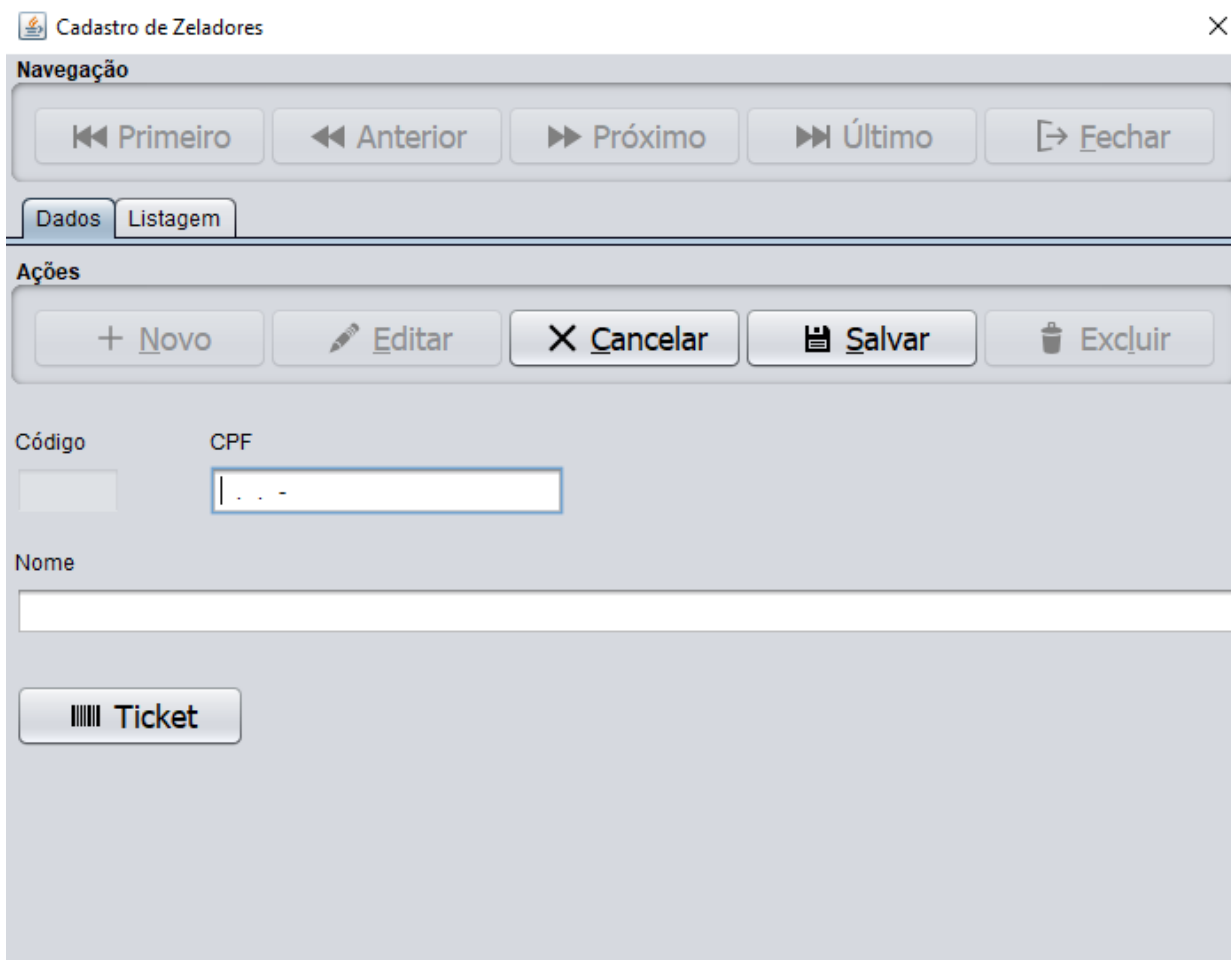 Cadastro de Zeladores
Navegação
Primeiro Anterior Próximo Último Fechar
Dados Listagem
Ações
+ Novo Editar Cancelar Salvar Excluir
Código CPF
. . -
Nome
Ticket